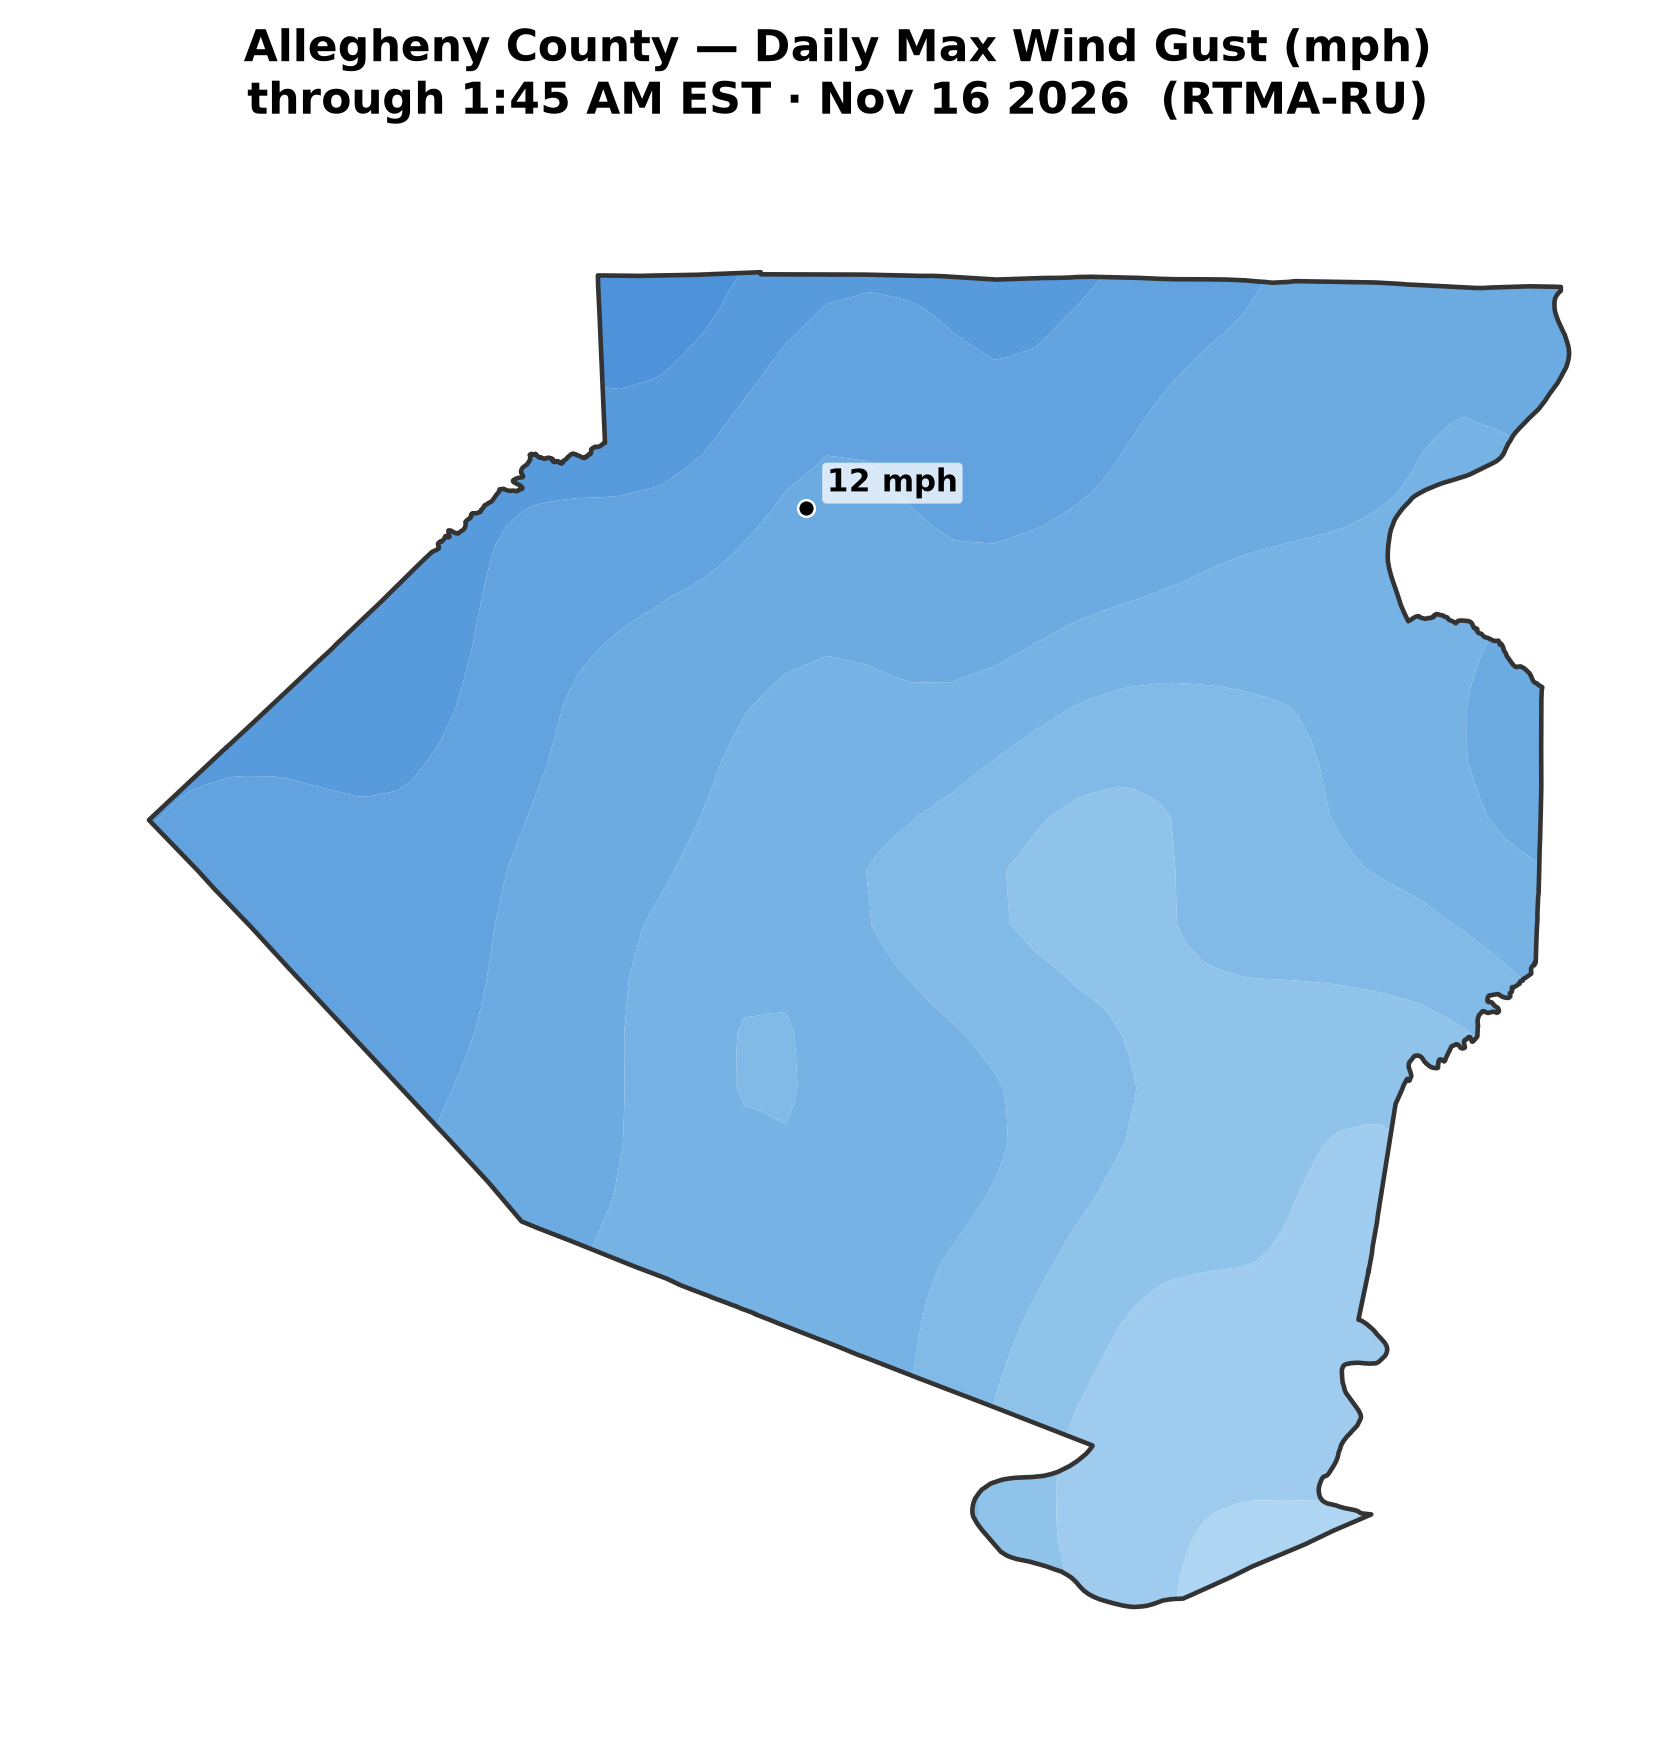 Allegheny County — Daily Max Wind Gust (mph)
through 1:45 AM EST · Nov 16 2026 (RTMA-RU)
12 mph